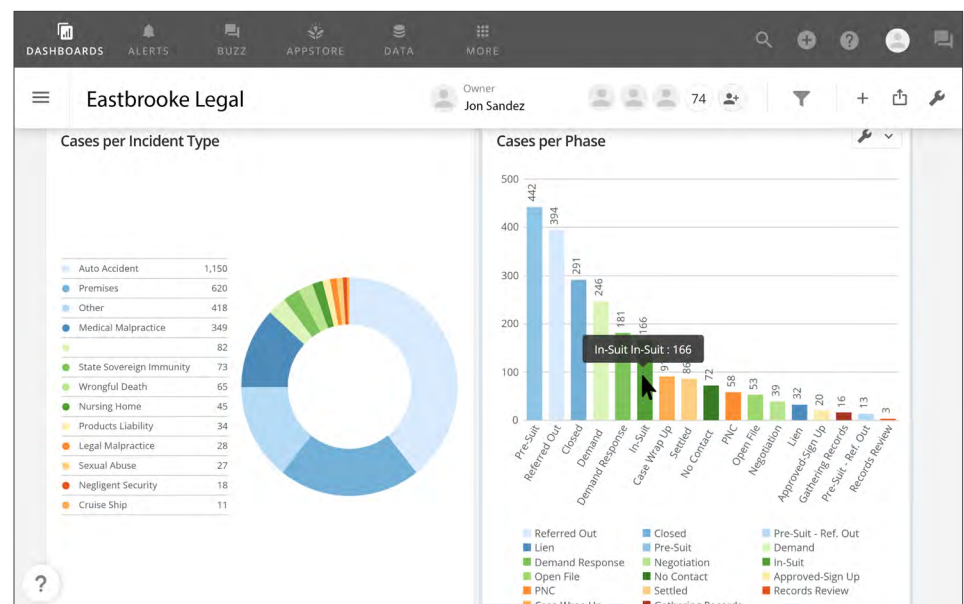 DASHBOARDS ALERTS BUZZ APPSTORE DATA MORE
Eastbrooke Legal
Owner
Jon Sandez
74
Cases per Incident Type
Auto Accident 1,150
Premises 620
Other 418
Medical Malpractice 349
82
State Sovereign Immunity 73
Wrongful Death 65
Nursing Home 45
Products Liability 34
Legal Malpractice 28
Sexual Abuse 27
Negligent Security 18
Cruise Ship 11
Cases per Phase
500
400
300
200
100
0
442
394
291
246
181
166
86
72
58
53
39
32
20
16
13
3
In-Suit In-Suit : 166
Pre-Suit
Referred Out
Closed
Demand
Demand Response
In-Suit
Case Wrap Up
Settled
No Contact
PNC
Open File
Negotiation
Lien
Approved-Sign Up
Gathering Records
Pre-Suit - Ref. Out
Records Review
Referred Out Closed Pre-Suit - Ref. Out
Lien Pre-Suit Demand
Demand Response Negotiation In-Suit
Open File No Contact Approved-Sign Up
PNC Settled Records Review
Case Wrap Up Gathering Records
?